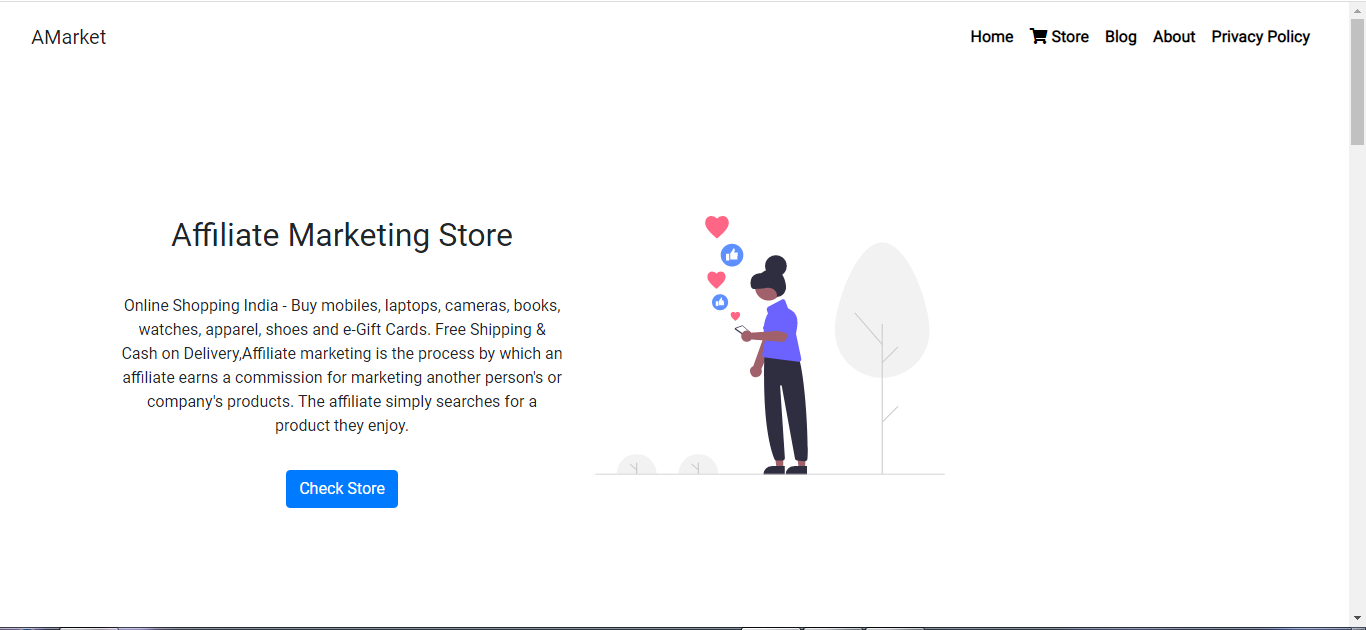 AMarket
Home Store Blog About Privacy Policy
Affiliate Marketing Store
Online Shopping India - Buy mobiles, laptops, cameras, books,
watches, apparel, shoes and e-Gift Cards. Free Shipping &
Cash on Delivery,Affiliate marketing is the process by which an
affiliate earns a commission for marketing another person's or
company's products. The affiliate simply searches for a
product they enjoy.
Check Store